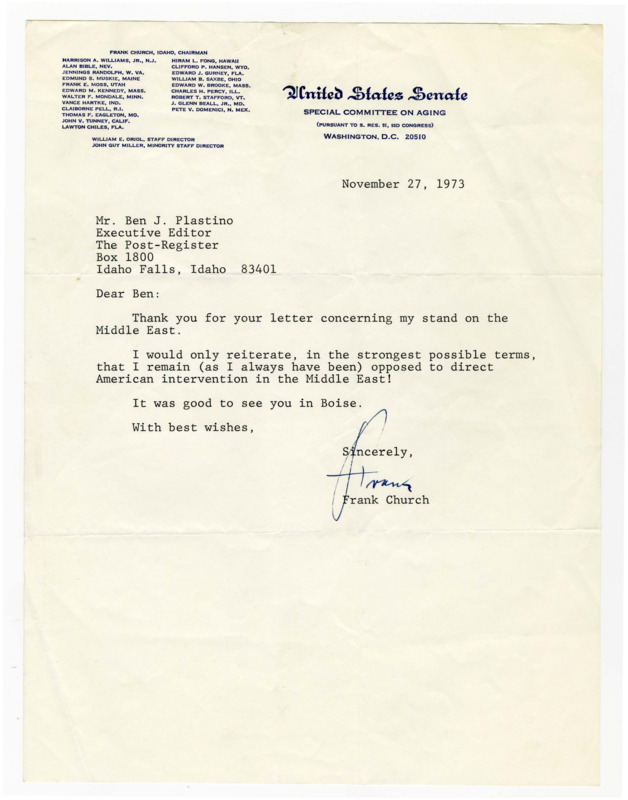 FRANK CHURCH, IDAHO, CHAIRMAN
HARRISON A. WILLIAMS, JR., N.J.
ALAN BIBLE, NEV.
JENNINGS RANDOLPH, W. VA.
EDMUND S. MUSKIE, MAINE
FRANK E. MOSS, UTAH
EDWARD M. KENNEDY, MASS.
WALTER F. MONDALE, MINN.
VANCE HARTKE, IND.
CLAIBORNE PELL, R.I.
THOMAS F. EAGLETON, MO.
JOHN V. TUNNEY, CALIF.
LAWTON CHILES, FLA.
HIRAM L. FONG, HAWAII
CLIFFORD P. HANSEN, WYO.
EDWARD J. GURNEY, FLA.
WILLIAM B. SAXBE, OHIO
EDWARD W. BROOKE, MASS.
CHARLES H. PERCY, ILL.
ROBERT T. STAFFORD, VT.
J. GLENN BEALL, JR., MD.
PETE V. DOMENICI, N. MEX.
WILLIAM E. ORIOL, STAFF DIRECTOR
JOHN GUY MILLER, MINORITY STAFF DIRECTOR
United States Senate
SPECIAL COMMITTEE ON AGING
(PURSUANT TO S. RES. 51, 93D CONGRESS)
WASHINGTON, D.C. 20510
November 27, 1973
Mr. Ben J. Plastino
Executive Editor
The Post-Register
Box 1800
Idaho Falls, Idaho 83401
Dear Ben:
Thank you for your letter concerning my stand on the
Middle East.
I would only reiterate, in the strongest possible terms,
that I remain (as I always have been) opposed to direct
American intervention in the Middle East!
It was good to see you in Boise.
With best wishes,
Sincerely,
Frank
Frank Church